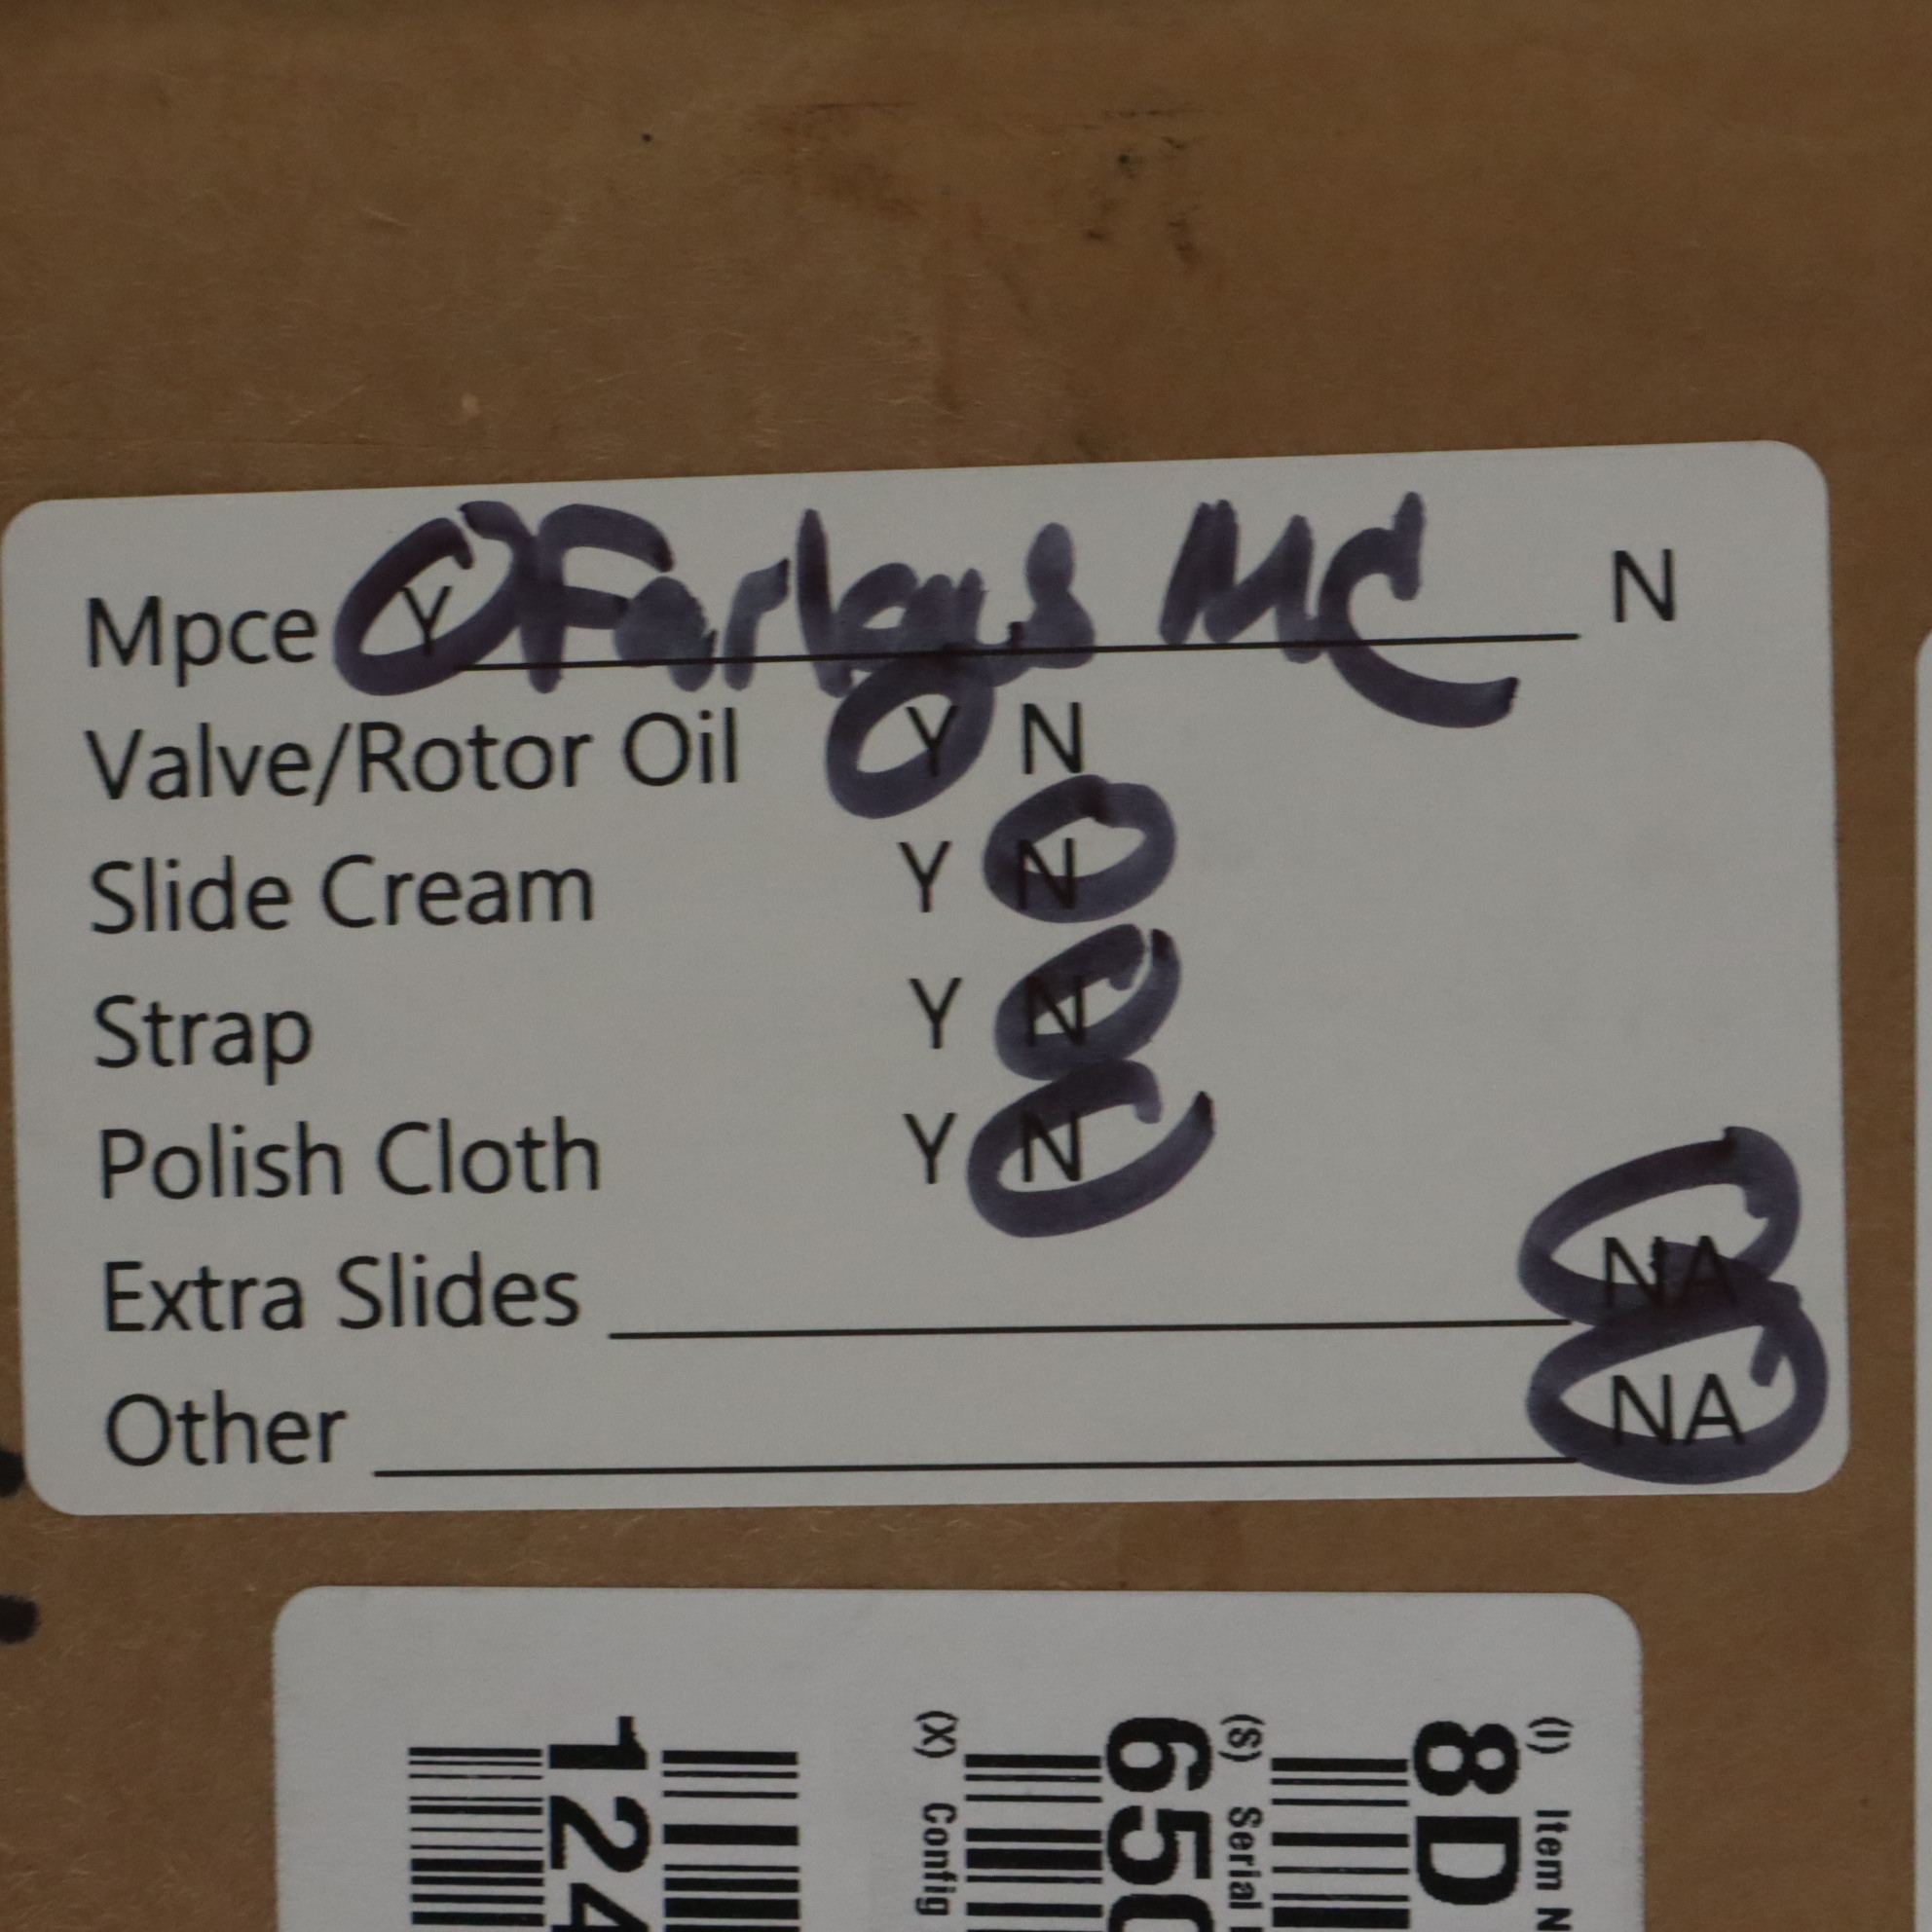 Mpce Y Farkas MC N
Valve/Rotor Oil Y N
Slide Cream Y N
Strap Y N
Polish Cloth Y N
Extra Slides NA
Other NA
(I) Item N
8D
(S) Serial
650
(X) Config
124